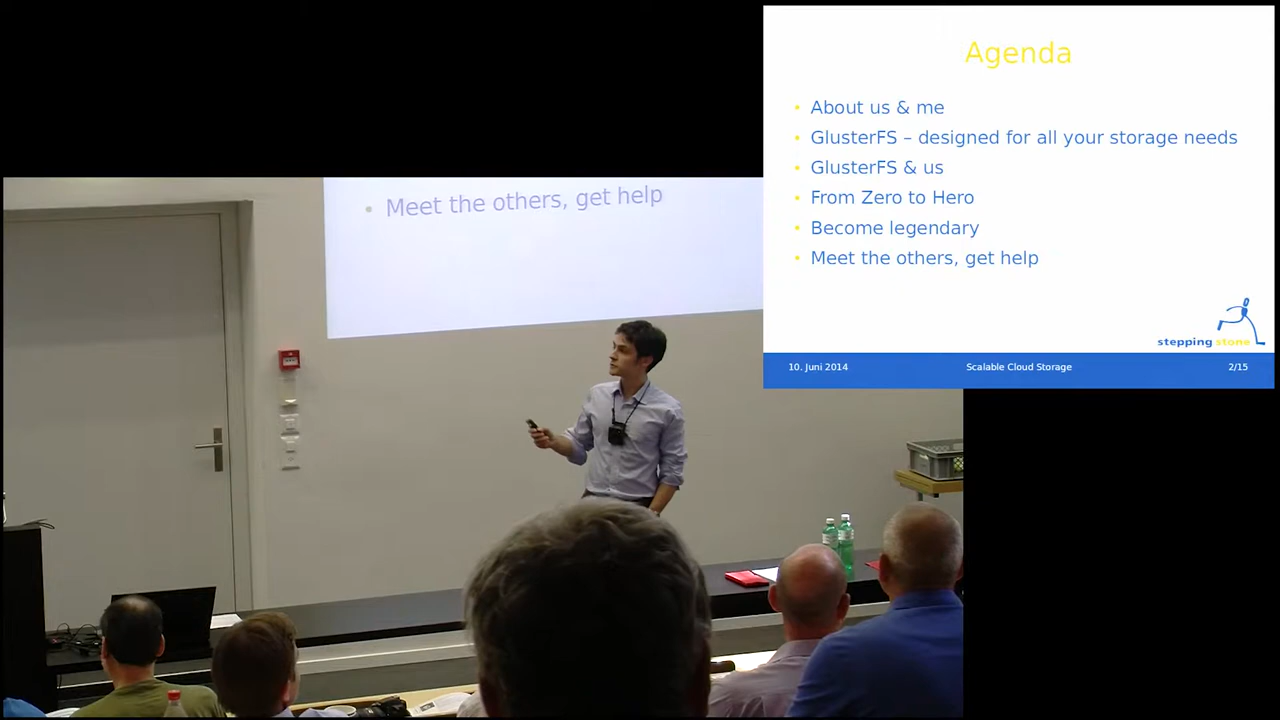 Agenda
• About us & me
• GlusterFS – designed for all your storage needs
• GlusterFS & us
• From Zero to Hero
• Become legendary
• Meet the others, get help
stepping stone
10. Juni 2014 Scalable Cloud Storage 2/15
• Meet the others, get help